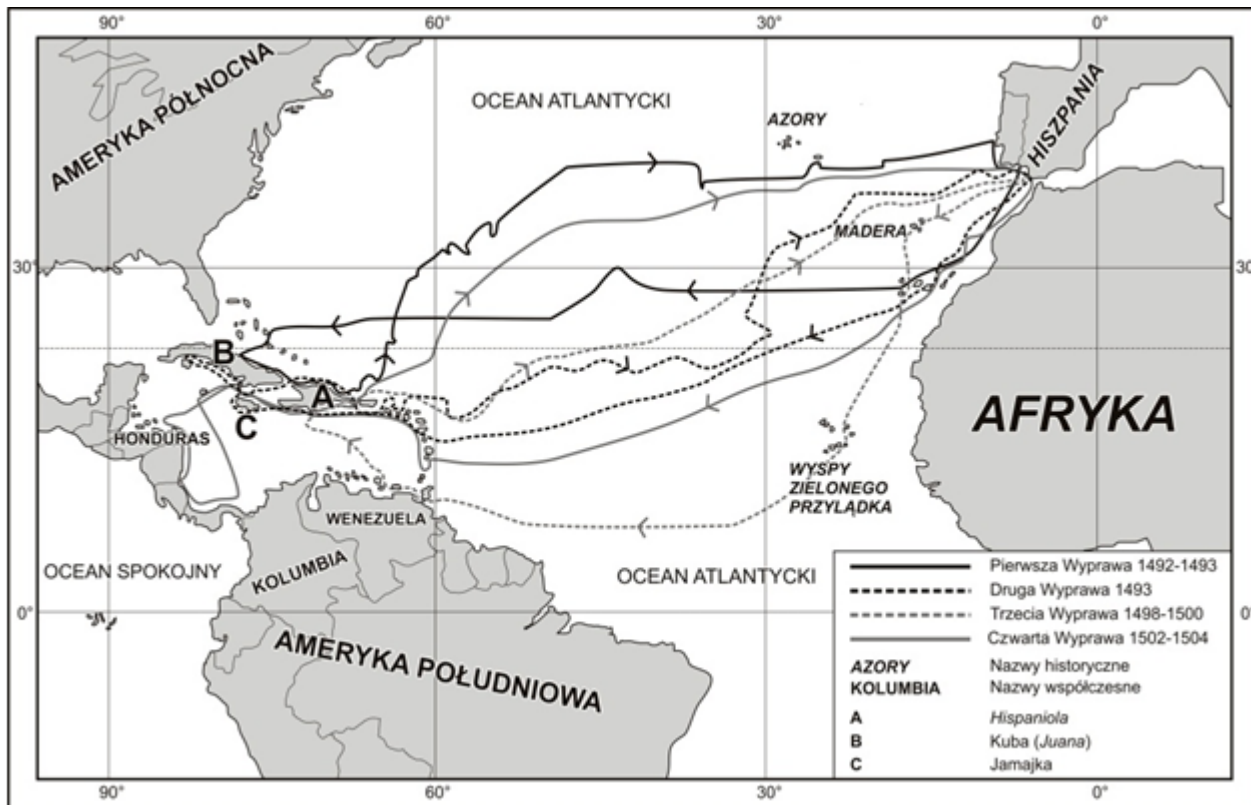 90°
60°
30°
0°
AMERYKA PÓŁNOCNA
OCEAN ATLANTYCKI
AZORY
HISZPANIA
MADERA
30°
30
B
A
C
HONDURAS
AFRYKA
WYSPY
ZIELONEGO
PRZYLĄDKA
WENEZUELA
OCEAN SPOKOJNY
KOLUMBIA
OCEAN ATLANTYCKI
0°
0°
AMERYKA POŁUDNIOWA
Pierwsza Wyprawa 1492-1493
Druga Wyprawa 1493
Trzecia Wyprawa 1498-1500
Czwarta Wyprawa 1502-1504
AZORY Nazwy historyczne
KOLUMBIA Nazwy współczesne
A Hispaniola
B Kuba (Juana)
C Jamajka
90°
60°
30°
0°